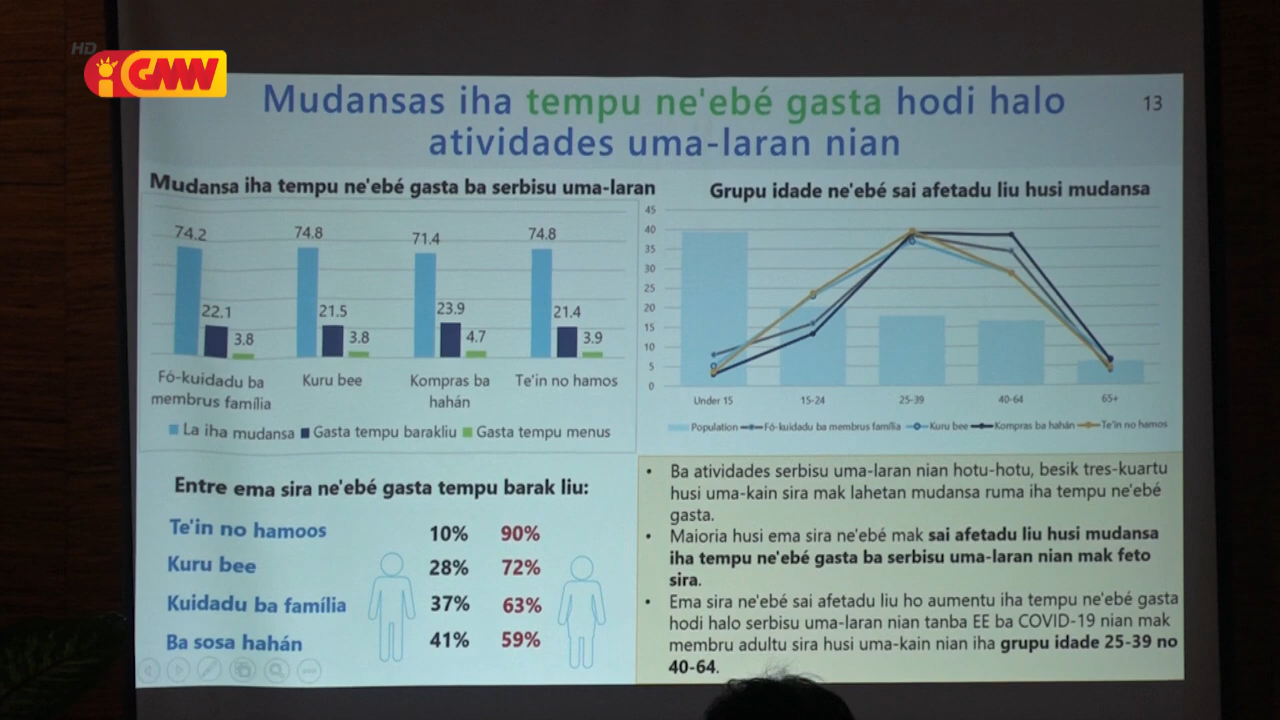 HD
GMN
13
Mudansas iha tempu ne'ebé gasta hodi halo
atividades uma-laran nian
Mudansa iha tempu ne'ebé gasta ba serbisu uma-laran
74.2
22.1
3.8
74.8
21.5
3.8
71.4
23.9
4.7
74.8
21.4
3.9
Fó-kuidadu ba
membrus família
Kuru bee
Kompras ba
hahán
Te'in no hamos
La iha mudansa
Gasta tempu barakliu
Gasta tempu menus
Grupu idade ne'ebé sai afetadu liu husi mudansa
45
40
35
30
25
20
15
10
5
0
Under 15
15-24
25-39
40-64
65+
Population
Fó-kuidadu ba membrus família
Kuru bee
Kompras ba hahán
Te'in no hamos
Entre ema sira ne'ebé gasta tempu barak liu:
Te'in no hamoos 10% 90%
Kuru bee 28% 72%
Kuidadu ba família 37% 63%
Ba sosa hahán 41% 59%
• Ba atividades serbisu uma-laran nian hotu-hotu, besik tres-kuartu
husi uma-kain sira mak lahetan mudansa ruma iha tempu ne'ebé
gasta.
• Maioria husi ema sira ne'ebé mak sai afetadu liu husi mudansa
iha tempu ne'ebé gasta ba serbisu uma-laran nian mak feto
sira.
• Ema sira ne'ebé sai afetadu liu ho aumentu iha tempu ne'ebé gasta
hodi halo serbisu uma-laran nian tanba EE ba COVID-19 nian mak
membru adultu sira husi uma-kain nian iha grupu idade 25-39 no
40-64.